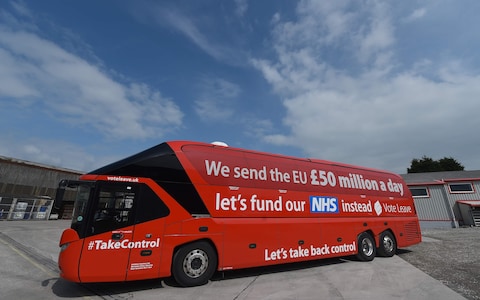 voteleave.uk
We send the EU £50 million a day
let's fund our NHS instead Vote Leave
#TakeControl
Let's take back control